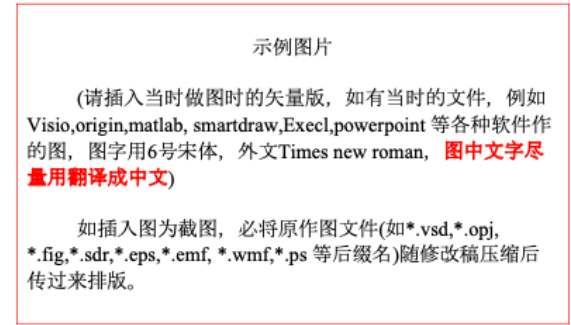 示例图片
(请插入当时做图时的矢量版，如有当时的文件，例如
Visio,origin,matlab, smartdraw,Execl,powerpoint 等各种软件作
的图，图字用6号宋体，外文Times new roman，图中文字尽
量用翻译成中文)
如插入图为截图，必将原作图文件(如*.vsd,*.opj,
*.fig,*.sdr,*.eps,*.emf, *.wmf,*.ps 等后缀名)随修改稿压缩后
传过来排版。